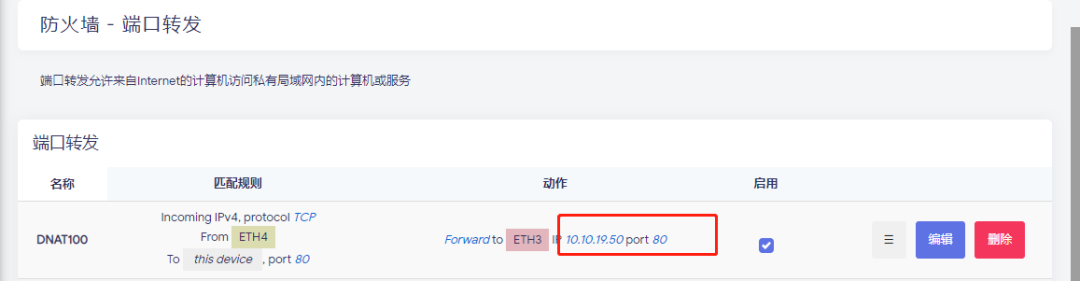 防火墙 - 端口转发
端口转发允许来自Internet的计算机访问私有局域网内的计算机或服务
端口转发
名称 匹配规则 动作 启用
Incoming IPv4, protocol TCP
DNAT100 From ETH4 Forward to ETH3 IP 10.10.19.50 port 80 ☰ 编辑 删除
To this device, port 80